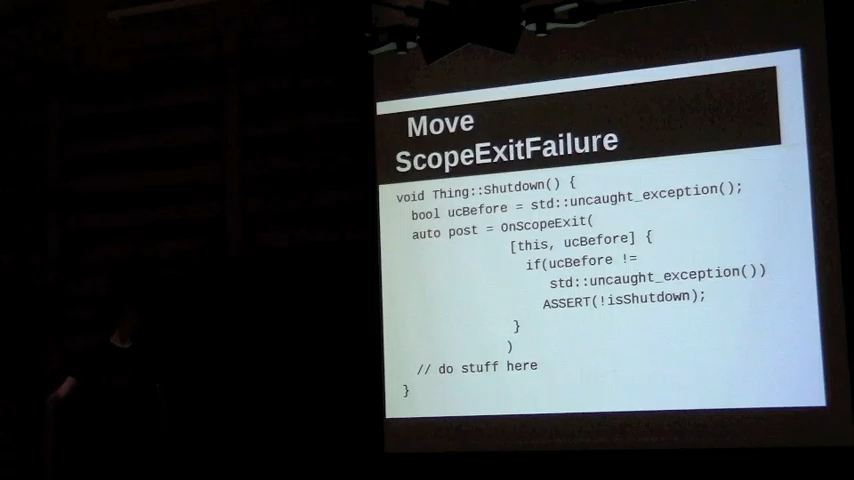 Move
ScopeExitFailure
void Thing::Shutdown() {
bool ucBefore = std::uncaught_exception();
auto post = OnScopeExit(
[this, ucBefore] {
if(ucBefore !=
std::uncaught_exception())
ASSERT(!isShutdown);
}
)
// do stuff here
}